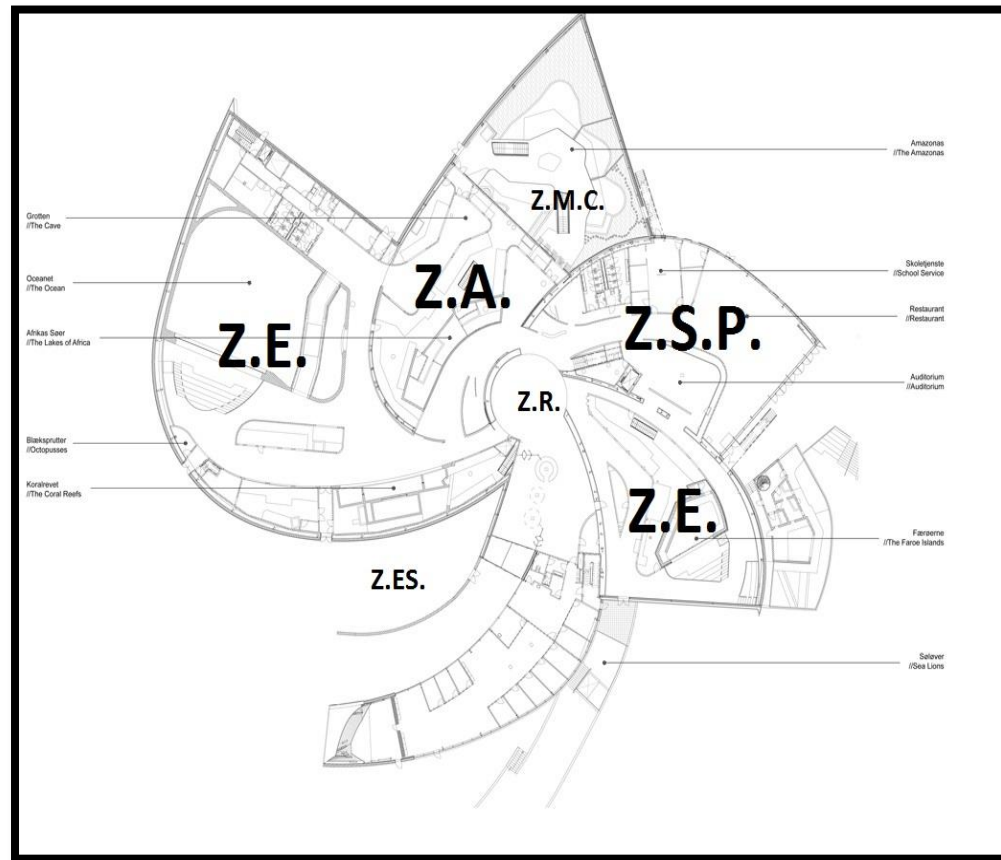 Amazonas
//The Amazonas
Z.M.C.
Grotten
//The Cave
Skoletjenste
//School Service
Oceanet
//The Ocean
Z.A.
Restaurant
//Restaurant
Afrikas Søer
//The Lakes of Africa
Z.E.
Z.S.P.
Auditorium
//Auditorium
Z.R.
Blæksprutter
//Octopusses
Koralrevet
//The Coral Reefs
Z.E.
Færøerne
//The Faroe Islands
Z.ES.
Søløver
//Sea Lions